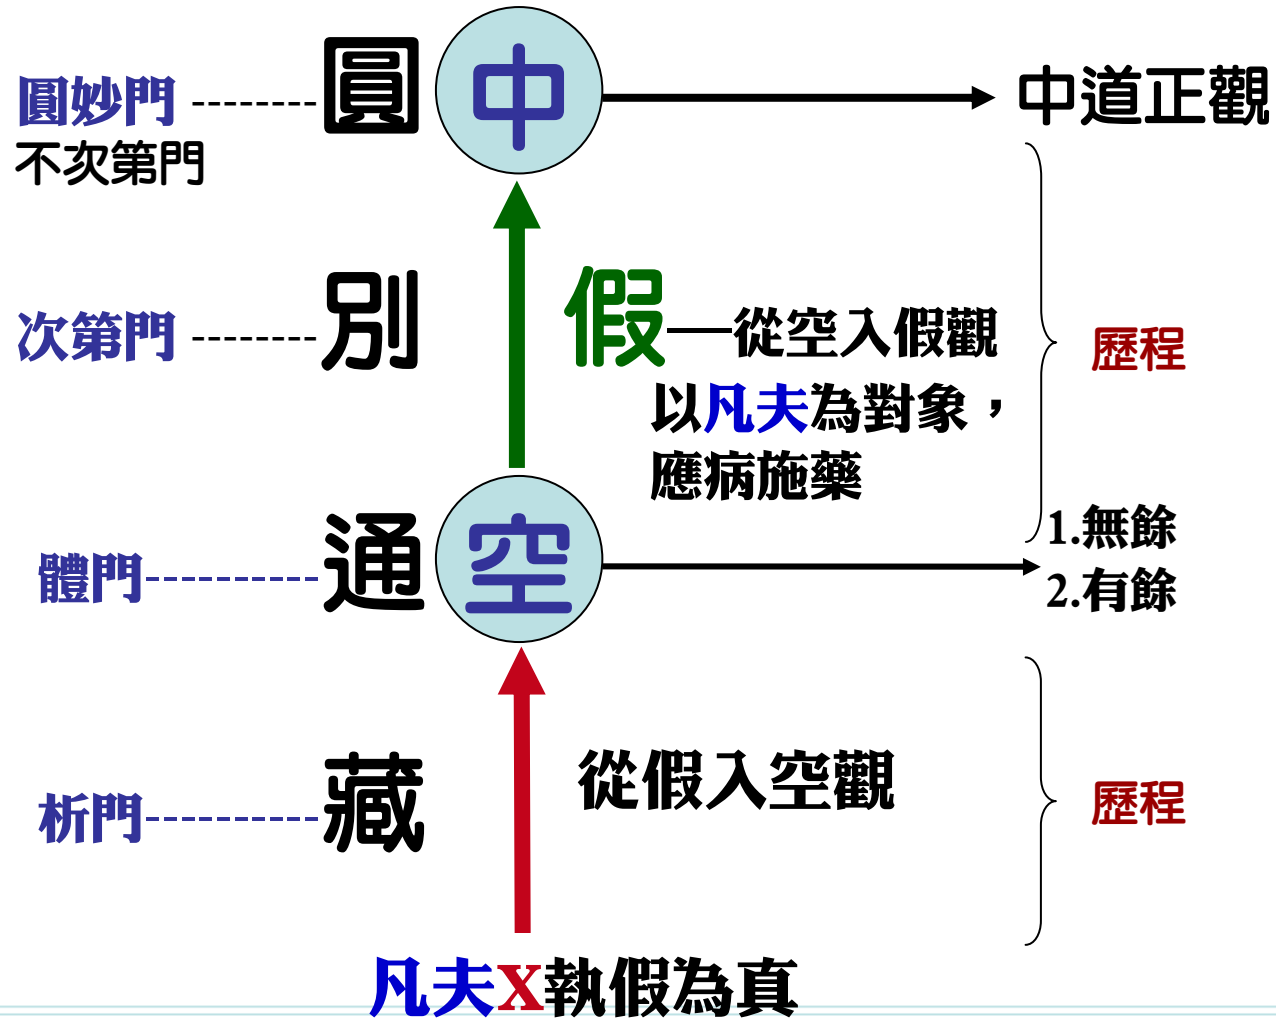 圓妙門 圓 中 中道正觀
不次第門
次第門 別 假 從空入假觀
以凡夫為對象，
應病施藥
歷程
體門 通 空
1.無餘
2.有餘
析門 藏 從假入空觀
歷程
凡夫X執假為真